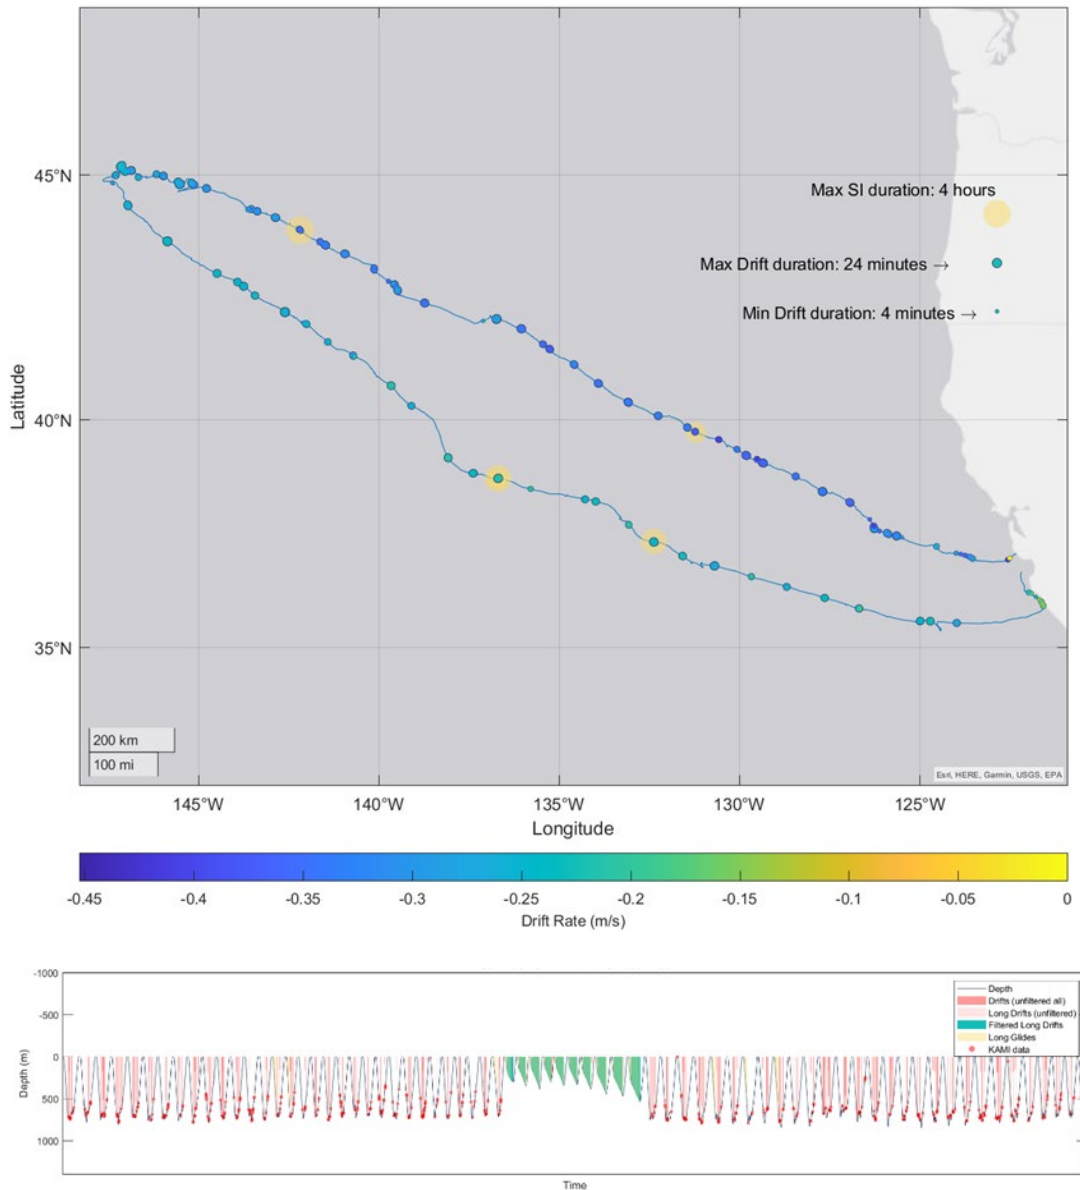 45°N
40°N
35°N
Latitude
Max SI duration: 4 hours
Max Drift duration: 24 minutes →
Min Drift duration: 4 minutes →
200 km
100 mi
Esri, HERE, Garmin, USGS, EPA
145°W 140°W 135°W 130°W 125°W
Longitude
-0.45 -0.4 -0.35 -0.3 -0.25 -0.2 -0.15 -0.1 -0.05 0
Drift Rate (m/s)
-1000
-500
0
500
1000
Depth (m)
Depth
Drifts (unfiltered all)
Long Drifts (unfiltered)
Filtered Long Drifts
Long Glides
KAMI data
Time